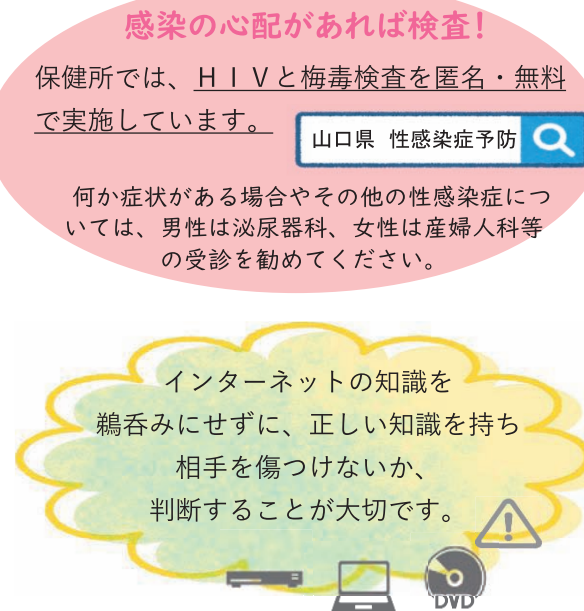 感染の心配があれば検査!
保健所では、HIVと梅毒検査を匿名・無料
で実施しています。
山口県 性感染症予防
何か症状がある場合やその他の性感染症につ
いては、男性は泌尿器科、女性は産婦人科等
の受診を勧めてください。
インターネットの知識を
鵜呑みにせずに、正しい知識を持ち
相手を傷つけないか、
判断することが大切です。
DVD